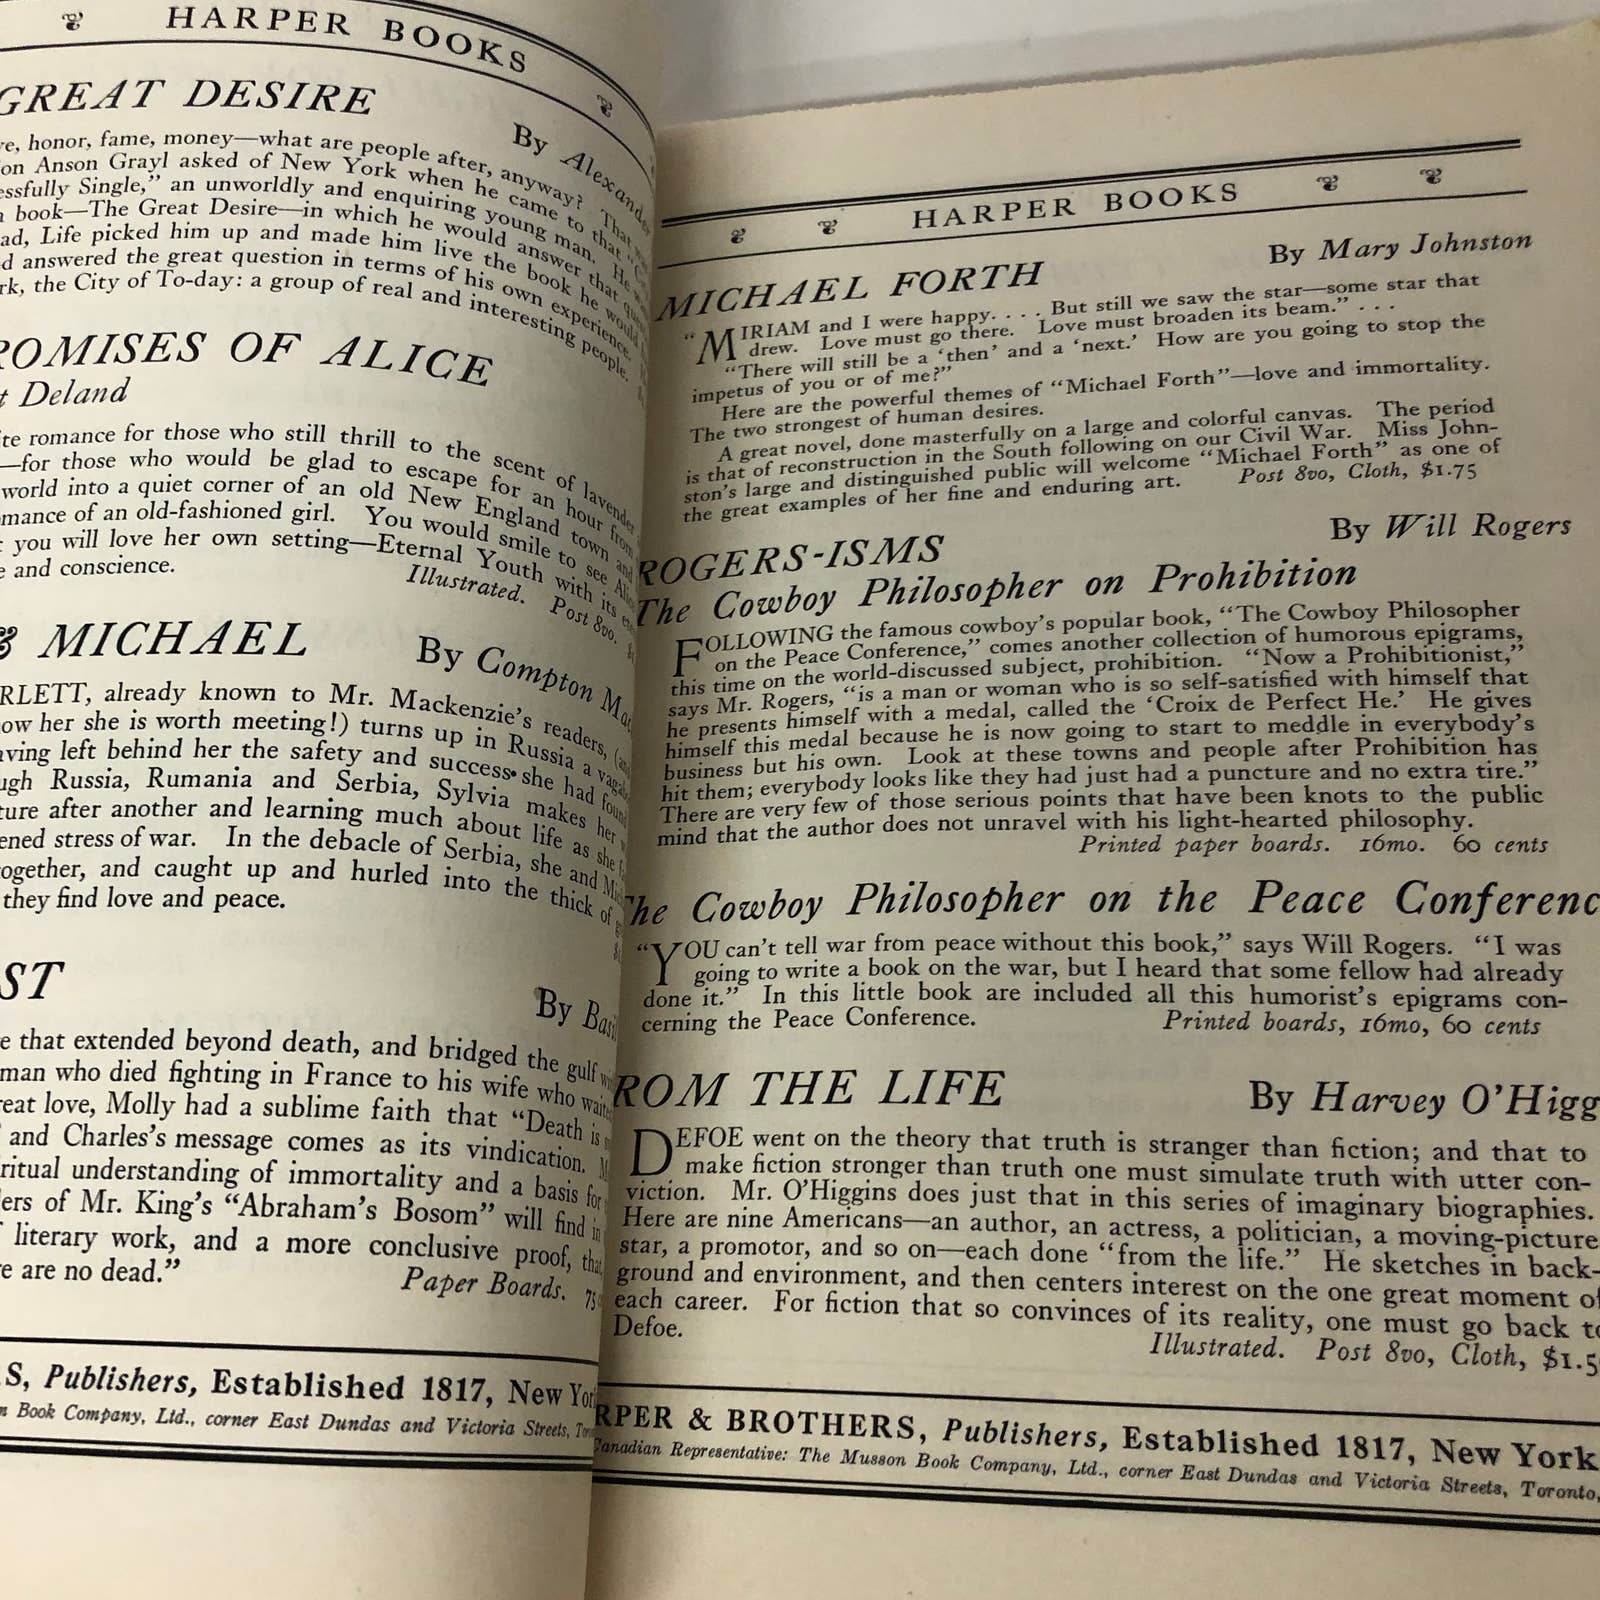 HARPER BOOKS
GREAT DESIRE
By Alexander
honor, fame, money—what are people after, anyway? That
Anson Grayl asked of New York when he came to that
Single,” an unworldly and enquiring young man. He
book—The Great Desire—in which he would answer that
Life picked him up and made him live the book he would
answered the great question in terms of his own experience.
the City of To-day: a group of real and interesting people.
OF ALICE
Deland
romance for those who still thrill to the scent of lavender
—for those who would be glad to escape for an hour from
world into a quiet corner of an old New England town and
of an old-fashioned girl. You would smile to see
you will love her own setting—Eternal Youth with its
and conscience.
Illustrated. Post 8vo.
& MICHAEL
By Compton
already known to Mr. Mackenzie’s readers,
her she is worth meeting!) turns up in Russia a
left behind her the safety and success she had found
Russia, Rumania and Serbia, Sylvia makes her
after another and learning much about life as she
stress of war. In the debacle of Serbia, she and
together, and caught up and hurled into the thick of
they find love and peace.
By
that extended beyond death, and bridged the gulf
man who died fighting in France to his wife who
love, Molly had a sublime faith that “Death is
and Charles’s message comes as its vindication.
understanding of immortality and a basis for
of Mr. King’s “Abraham’s Bosom” will find in
literary work, and a more conclusive proof,
are no dead.”
Paper Boards.
Publishers, Established 1817, New
Book Company, Ltd., corner East Dundas and Victoria Streets,
HARPER BOOKS
MICHAEL FORTH
By Mary Johnston
“MIRIAM and I were happy. . . . But still we saw the star—some star that
drew. Love must go there. Love must broaden its beam.” . . .
“There will still be a ‘then’ and a ‘next.’ How are you going to stop the
impetus of you or of me?”
Here are the powerful themes of “Michael Forth”—love and immortality.
The two strongest of human desires.
A great novel, done masterfully on a large and colorful canvas. The period
is that of reconstruction in the South following on our Civil War. Miss John-
ston’s large and distinguished public will welcome “Michael Forth” as one of
the great examples of her fine and enduring art. Post 8vo, Cloth, $1.75
ROGERS-ISMS
By Will Rogers
The Cowboy Philosopher on Prohibition
FOLLOWING the famous cowboy’s popular book, “The Cowboy Philosopher
on the Peace Conference,” comes another collection of humorous epigrams,
this time on the world-discussed subject, prohibition. “Now a Prohibitionist,”
says Mr. Rogers, “is a man or woman who is so self-satisfied with himself that
he presents himself with a medal, called the ‘Croix de Perfect He.’ He gives
himself this medal because he is now going to start to meddle in everybody’s
business but his own. Look at these towns and people after Prohibition has
hit them; everybody looks like they had just had a puncture and no extra tire.”
There are very few of those serious points that have been knots to the public
mind that the author does not unravel with his light-hearted philosophy.
Printed paper boards. 16mo. 60 cents
The Cowboy Philosopher on the Peace Conferenc
“YOU can’t tell war from peace without this book,” says Will Rogers. “I was
going to write a book on the war, but I heard that some fellow had already
done it.” In this little book are included all this humorist’s epigrams con-
cerning the Peace Conference. Printed boards, 16mo, 60 cents
ROM THE LIFE
By Harvey O’Higg
DEFOE went on the theory that truth is stranger than fiction; and that to
make fiction stronger than truth one must simulate truth with utter con-
viction. Mr. O’Higgins does just that in this series of imaginary biographies.
Here are nine Americans—an author, an actress, a politician, a moving-picture
star, a promotor, and so on—each done “from the life.” He sketches in back-
ground and environment, and then centers interest on the one great moment of
each career. For fiction that so convinces of its reality, one must go back to
Defoe.
Illustrated. Post 8vo, Cloth, $1.5
RPER & BROTHERS, Publishers, Established 1817, New York
Canadian Representative: The Musson Book Company, Ltd., corner East Dundas and Victoria Streets, Toronto,